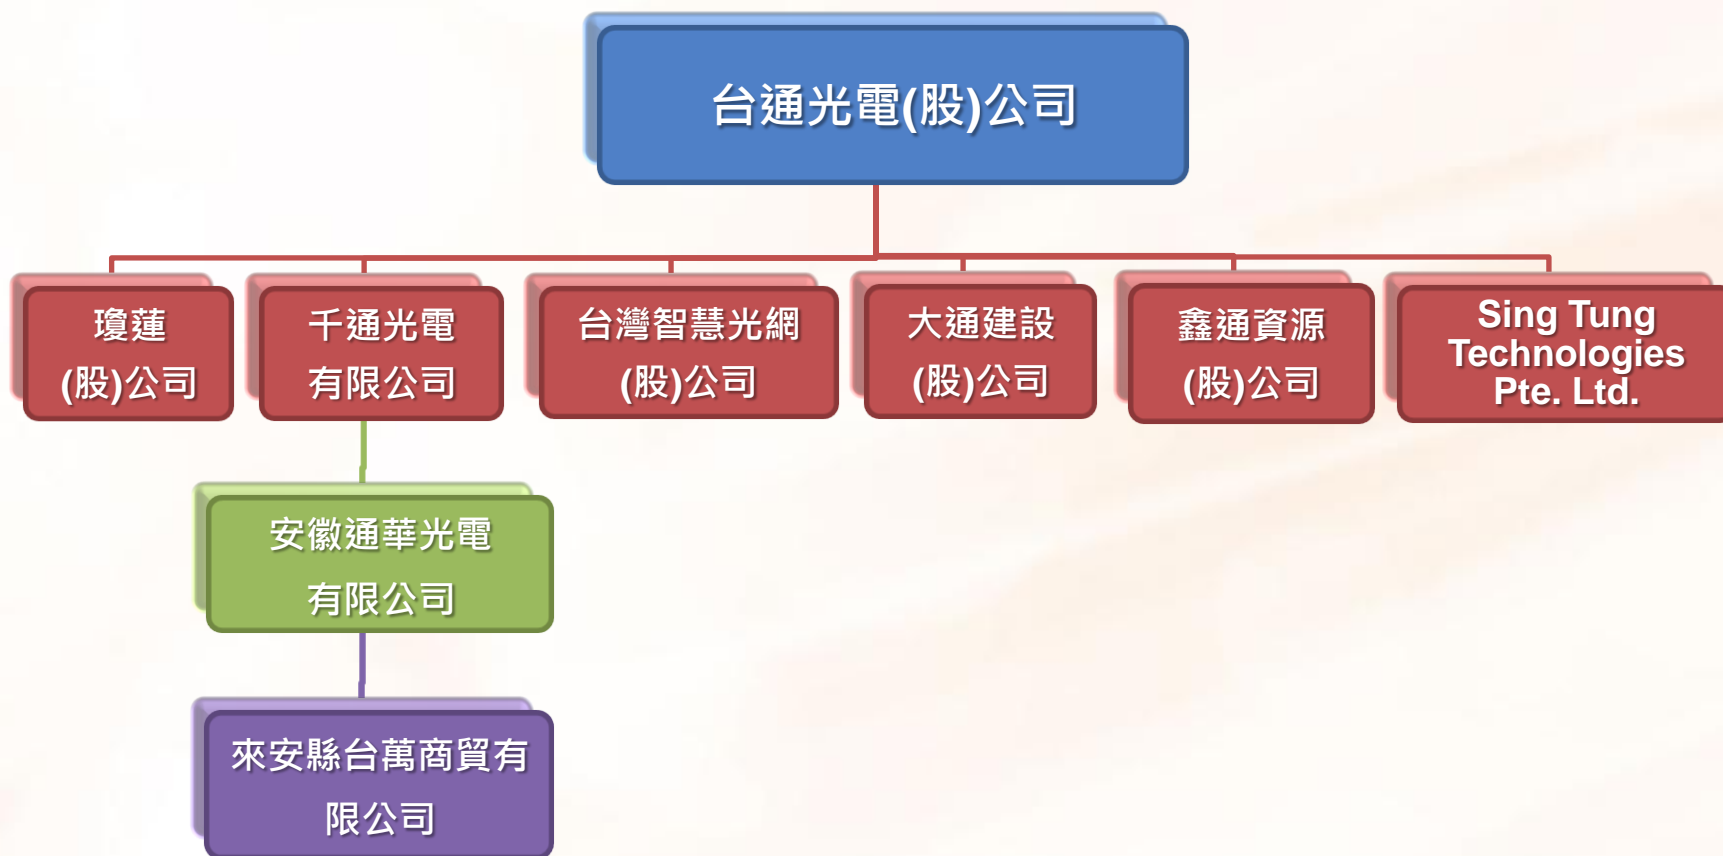 台通光電(股)公司
瓊蓮
(股)公司
千通光電
有限公司
台灣智慧光網
(股)公司
大通建設
(股)公司
鑫通資源
(股)公司
Sing Tung
Technologies
Pte. Ltd.
安徽通華光電
有限公司
來安縣台萬商貿有
限公司